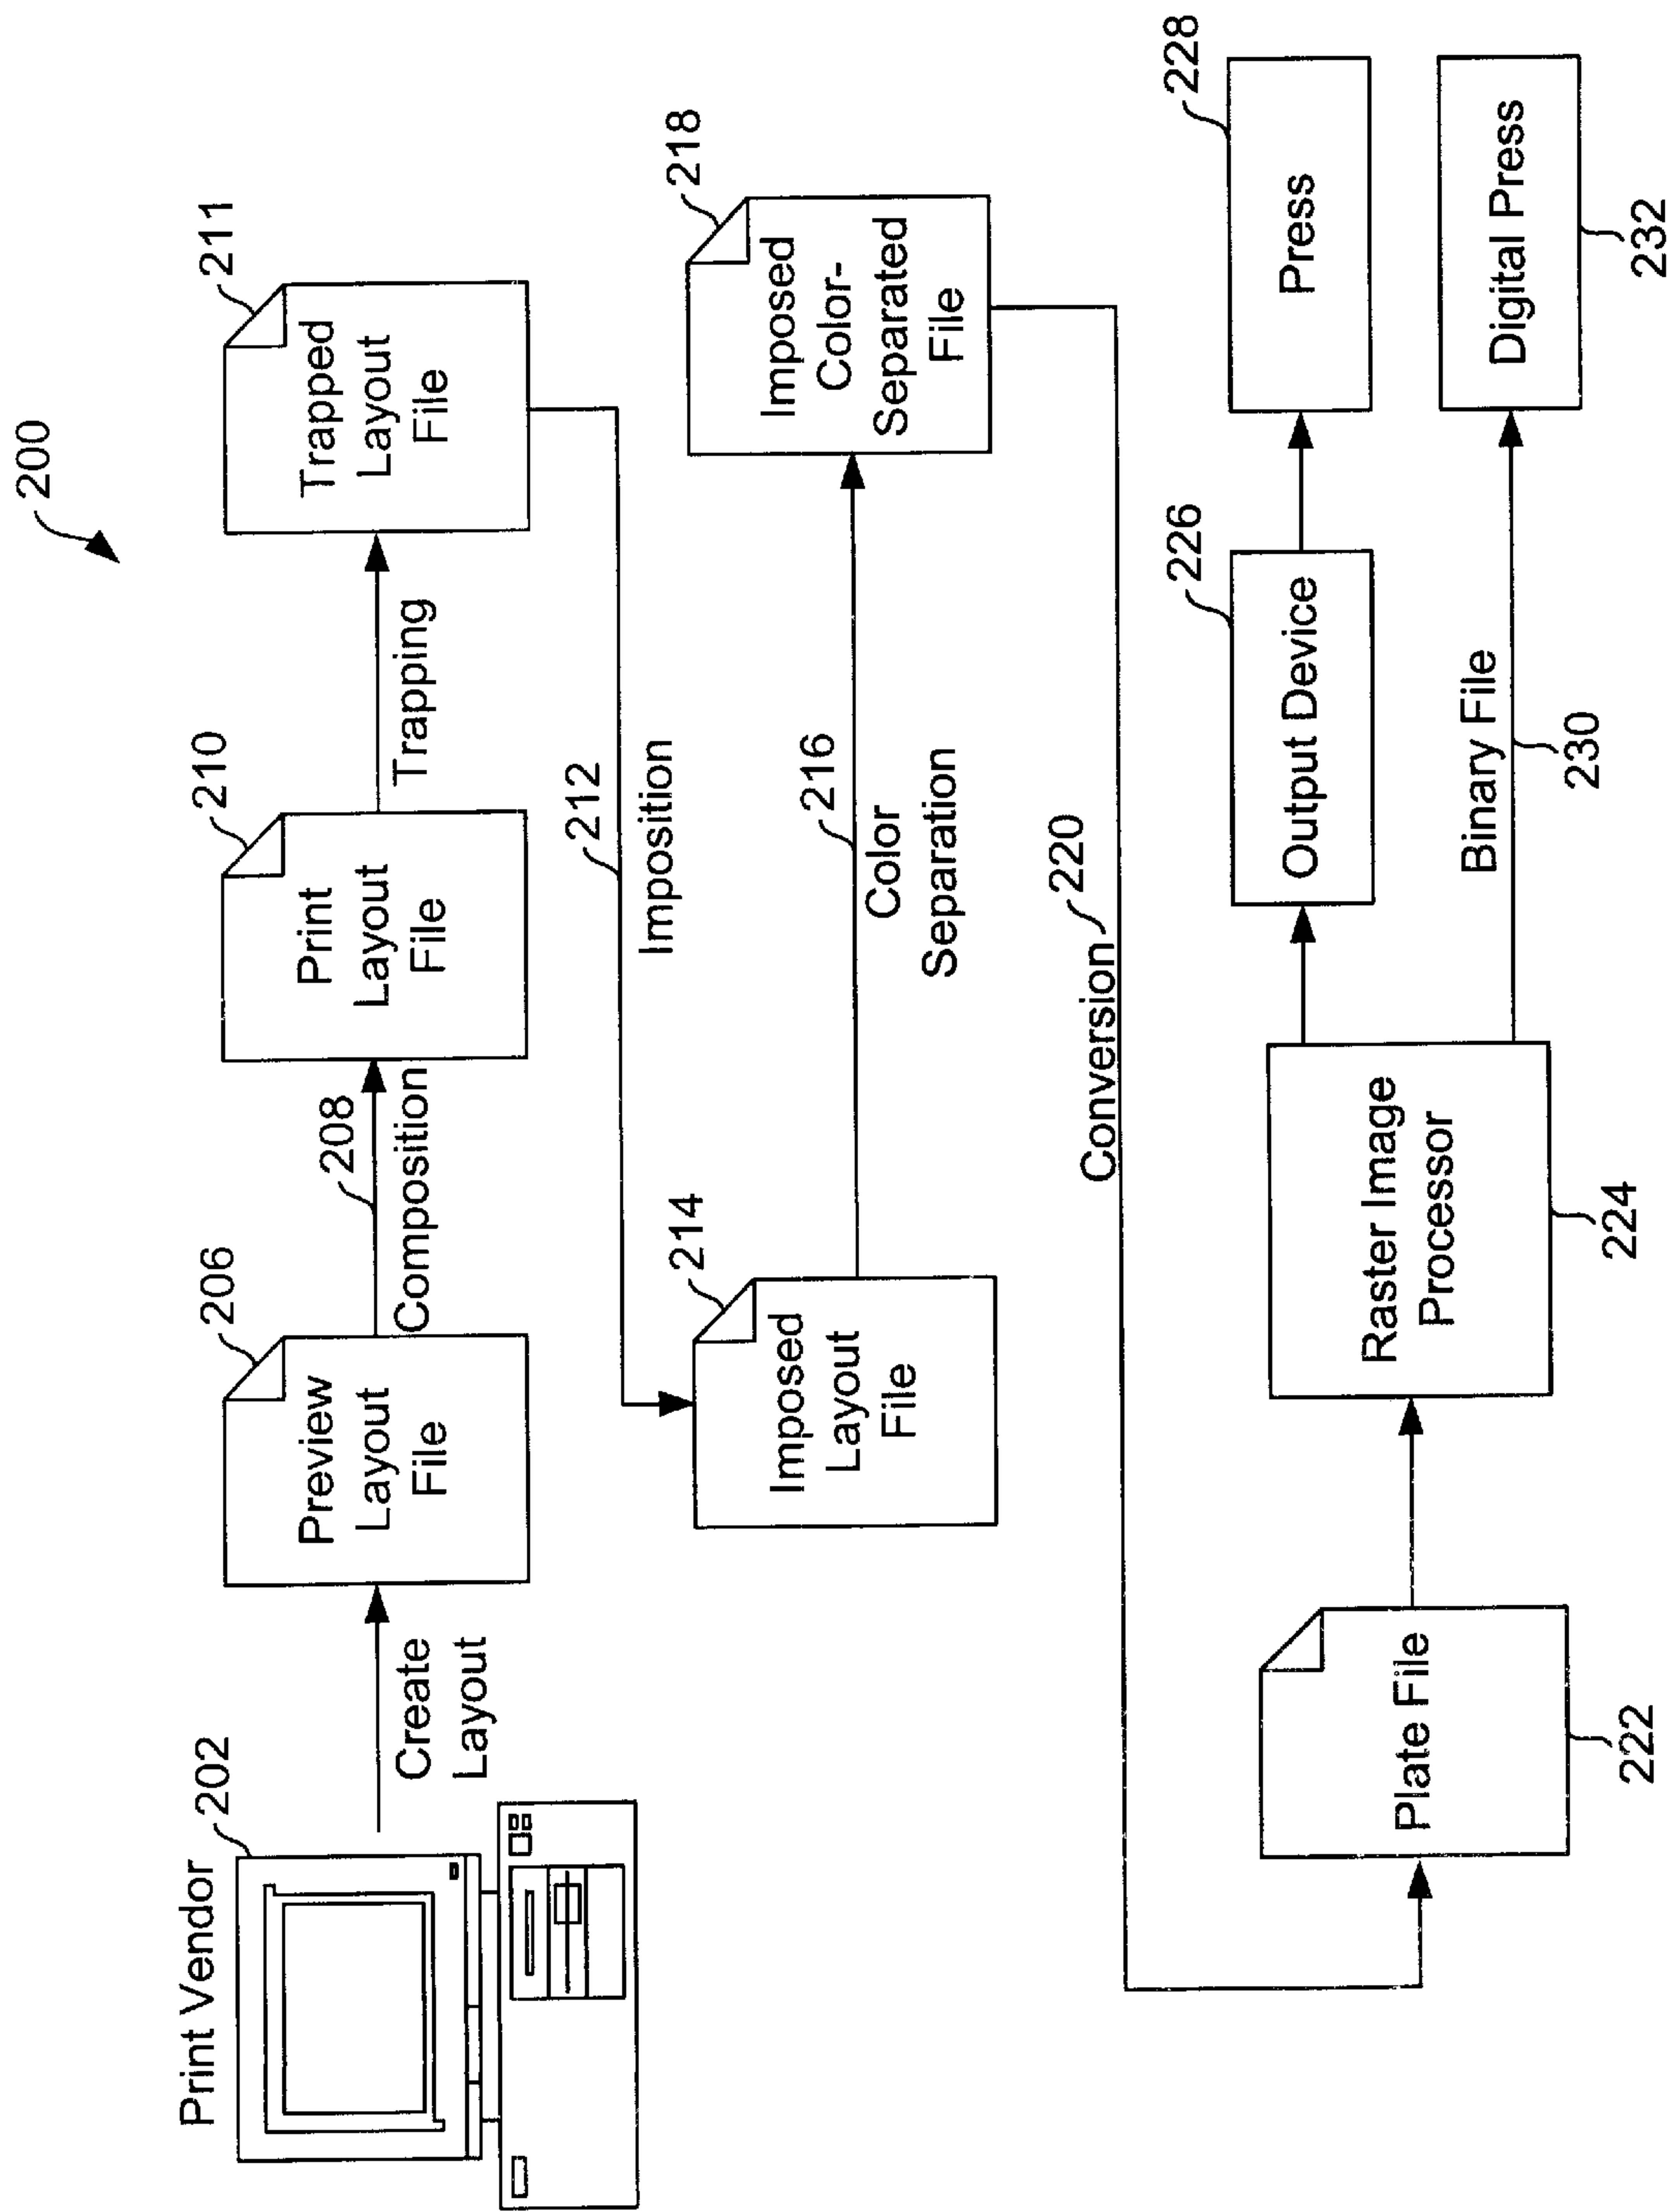 200
Print Vendor
202
Create
Layout
206
Preview
Layout
File
208
Composition
210
Print
Layout
File
Trapping
211
Trapped
Layout
File
212
Imposition
214
Imposed
Layout
File
216
Color
Separation
218
Imposed
Color-
Separated
File
Conversion
220
Plate File
222
Raster Image
Processor
224
226
Output Device
228
Press
Binary File
230
Digital Press
232